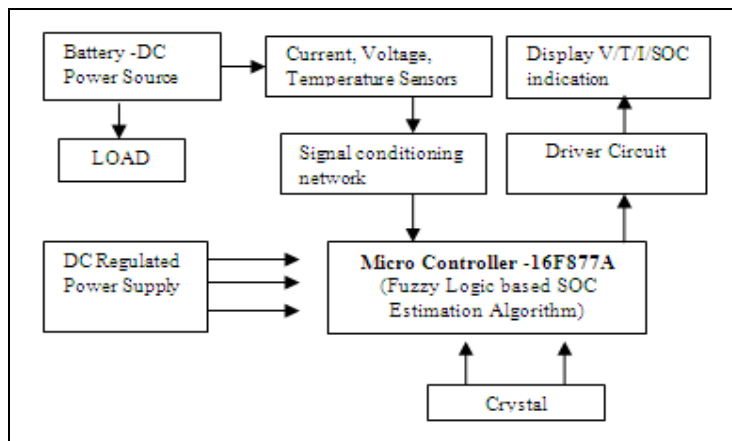 Battery -DC
Power Source
Current, Voltage,
Temperature Sensors
Display V/T/I/SOC
indication
LOAD
Signal conditioning
network
Driver Circuit
DC Regulated
Power Supply
Micro Controller -16F877A
(Fuzzy Logic based SOC
Estimation Algorithm)
Crystal